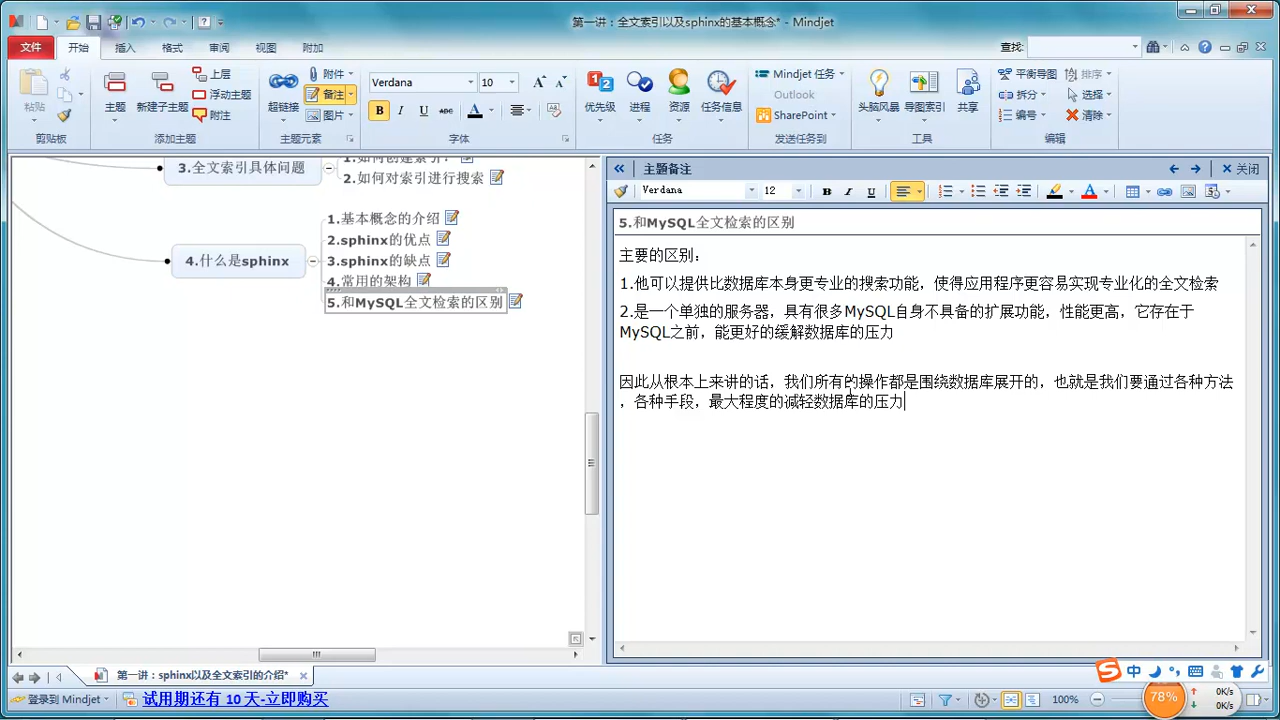 第一讲：全文索引以及sphinx的基本概念* - Mindjet
文件 开始 插入 格式 审阅 视图 附加 查找:
粘贴 剪贴板
主题 新建子主题 上层 浮动主题 附注 添加主题
超链接 附件 备注 图片 主题元素
Verdana 10 B I U abc A 字体
优先级 进程 资源 任务信息 任务
Mindjet 任务 Outlook SharePoint 发送任务到
头脑风暴 导图索引 共享 工具
平衡导图 排序 拆分 选择 编号 清除 编辑
3.全文索引具体问题
1.如何创建索引？
2.如何对索引进行搜索
4.什么是sphinx
1.基本概念的介绍
2.sphinx的优点
3.sphinx的缺点
4.常用的架构
5.和MySQL全文检索的区别
主题备注 关闭
Verdana 12 B I U A
5.和MySQL全文检索的区别
主要的区别：
1.他可以提供比数据库本身更专业的搜索功能，使得应用程序更容易实现专业化的全文检索
2.是一个单独的服务器，具有很多MySQL自身不具备的扩展功能，性能更高，它存在于
MySQL之前，能更好的缓解数据库的压力
因此从根本上来讲的话，我们所有的操作都是围绕数据库展开的，也就是我们要通过各种方法
，各种手段，最大程度的减轻数据库的压力
第一讲：sphinx以及全文索引的介绍*
中
登录到 Mindjet 试用期还有 10 天-立即购买 100% 78% 0K/s
0K/s